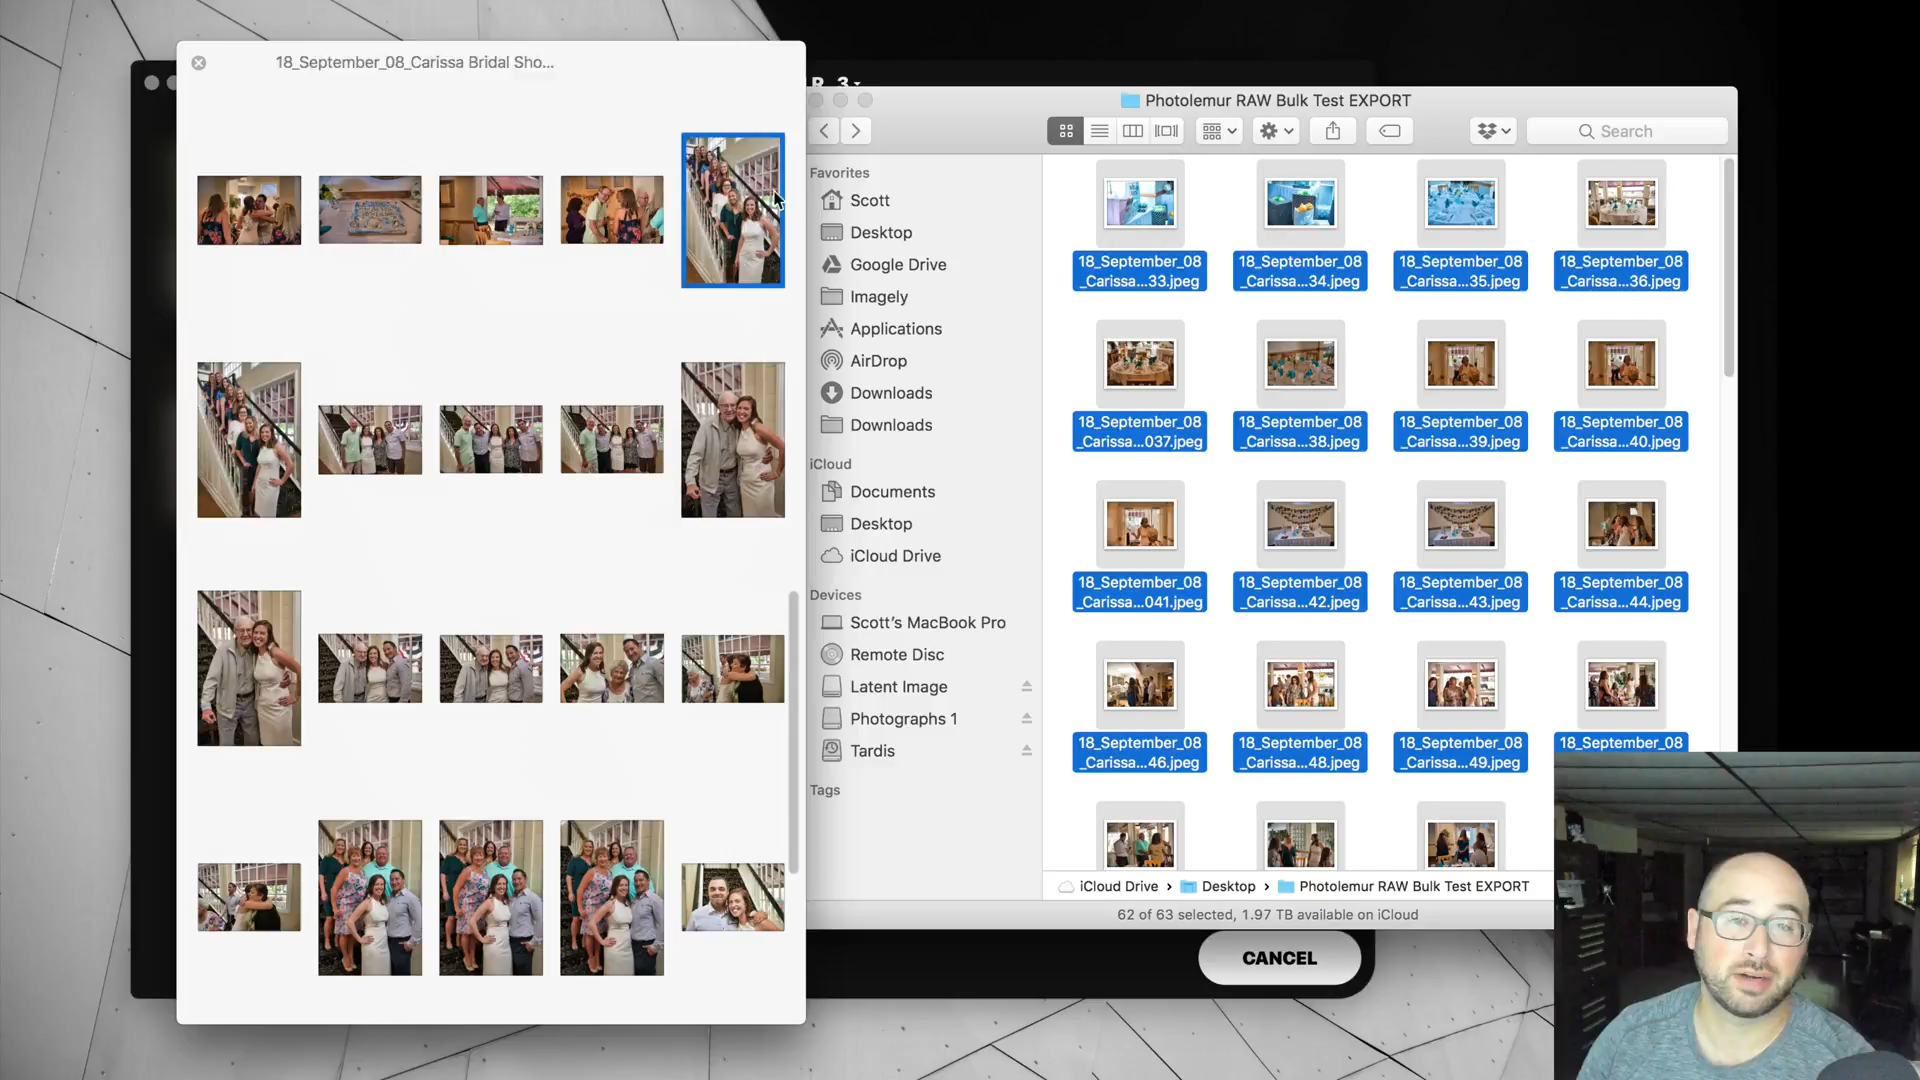 18_September_08_Carissa Bridal Sho...
R 3
Photolemur RAW Bulk Test EXPORT
Search
Favorites
Scott
Desktop
Google Drive
Imagely
Applications
AirDrop
Downloads
Downloads
iCloud
Documents
Desktop
iCloud Drive
Devices
Scott's MacBook Pro
Remote Disc
Latent Image
Photographs 1
Tardis
Tags
18_September_08
_Carissa...33.jpeg
18_September_08
_Carissa...34.jpeg
18_September_08
_Carissa...35.jpeg
18_September_08
_Carissa...36.jpeg
18_September_08
_Carissa...037.jpeg
18_September_08
_Carissa...38.jpeg
18_September_08
_Carissa...39.jpeg
18_September_08
_Carissa...40.jpeg
18_September_08
_Carissa...041.jpeg
18_September_08
_Carissa...42.jpeg
18_September_08
_Carissa...43.jpeg
18_September_08
_Carissa...44.jpeg
18_September_08
_Carissa...46.jpeg
18_September_08
_Carissa...48.jpeg
18_September_08
_Carissa...49.jpeg
18_September_08
iCloud Drive › Desktop › Photolemur RAW Bulk Test EXPORT
62 of 63 selected, 1.97 TB available on iCloud
CANCEL